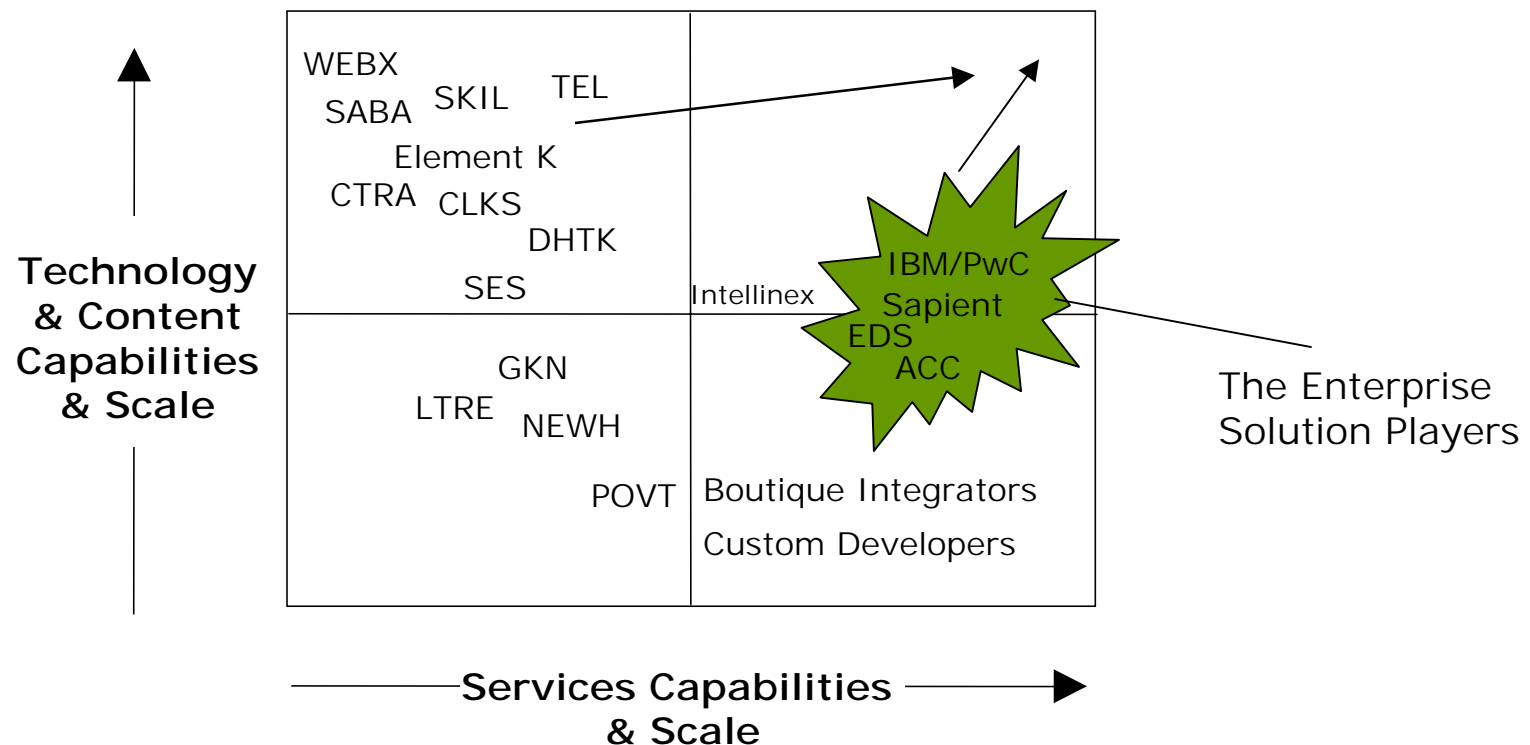 WEBX
SKIL
TEL
SABA
Element K
CTRA
CLKS
DHTK
SES
Intellinex
IBM/PwC
Sapient
EDS
ACC
GKN
LTRE
NEWH
POVT
Boutique Integrators
Custom Developers
Technology
& Content
Capabilities
& Scale
The Enterprise
Solution Players
Services Capabilities
& Scale